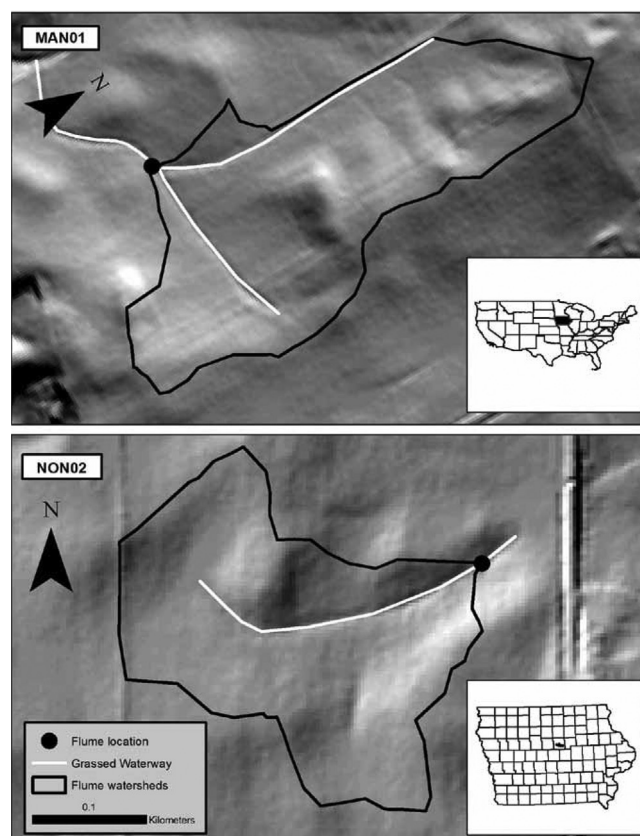 MAN01
N
NON02
N
Flume location
Grassed Waterway
Flume watersheds
0.1
Kilometers